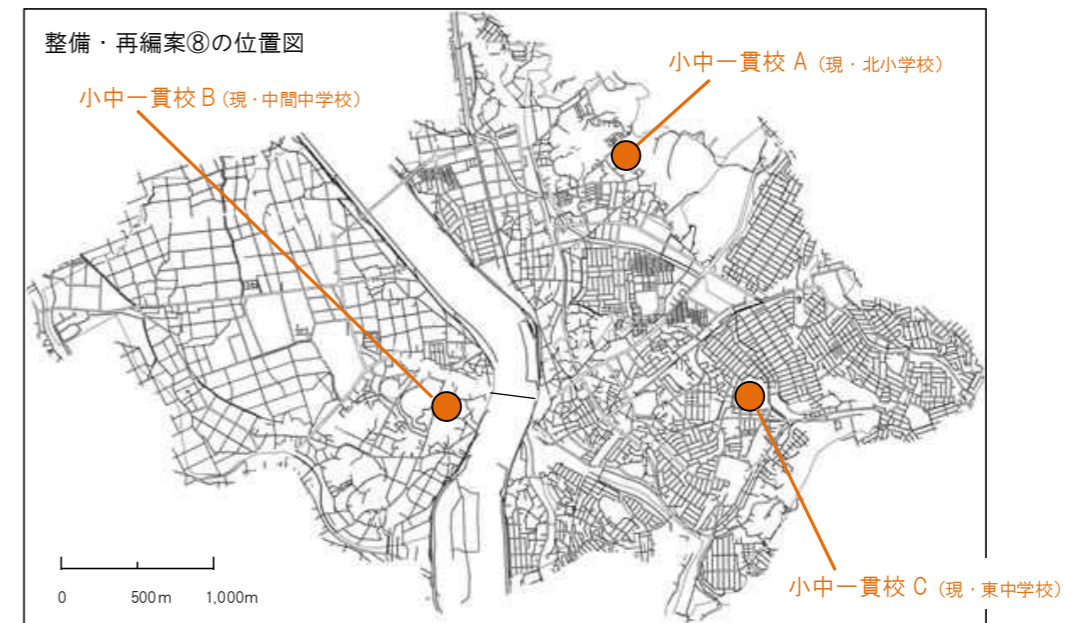 整備・再編案⑧の位置図
小中一貫校 A（現・北小学校）
小中一貫校 B（現・中間中学校）
小中一貫校 C（現・東中学校）
0 500m 1,000m